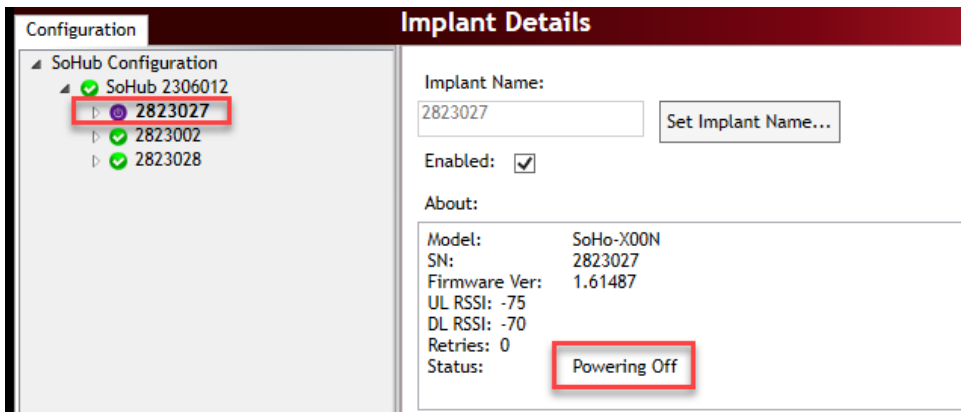 Configuration
SoHub Configuration
SoHub 2306012
2823027
2823002
2823028
Implant Details
Implant Name:
2823027
Set Implant Name...
Enabled:
About:
Model: SoHo-X00N
SN: 2823027
Firmware Ver: 1.61487
UL RSSI: -75
DL RSSI: -70
Retries: 0
Status: Powering Off